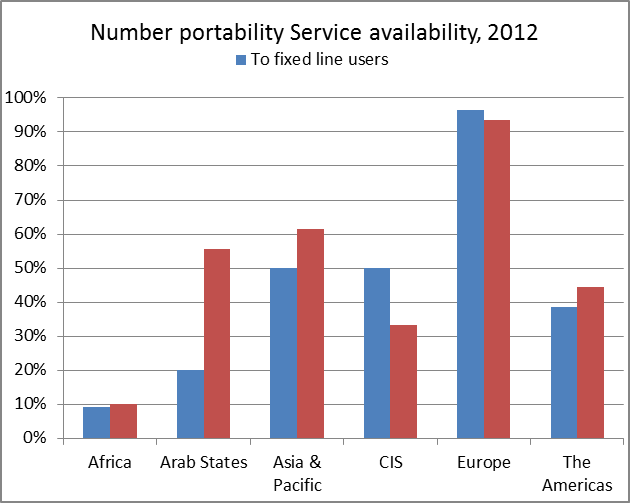 Number portability Service availability, 2012
To fixed line users
100%
90%
80%
70%
60%
50%
40%
30%
20%
10%
0%
Africa
Arab States
Asia &
Pacific
CIS
Europe
The
Americas